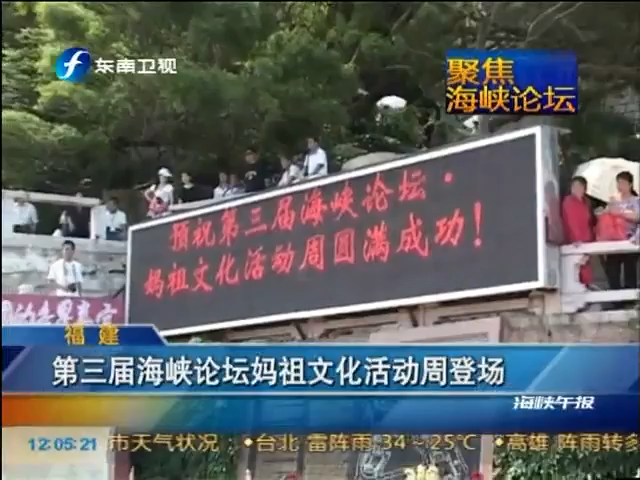 东南卫视
聚焦
海峡论坛
预祝第三届海峡论坛·
妈祖文化活动周圆满成功！
福建
第三届海峡论坛妈祖文化活动周登场
海峡午报
12:05:21 市天气状况：•台北 雷阵雨 34～25℃ •高雄 阵雨转多